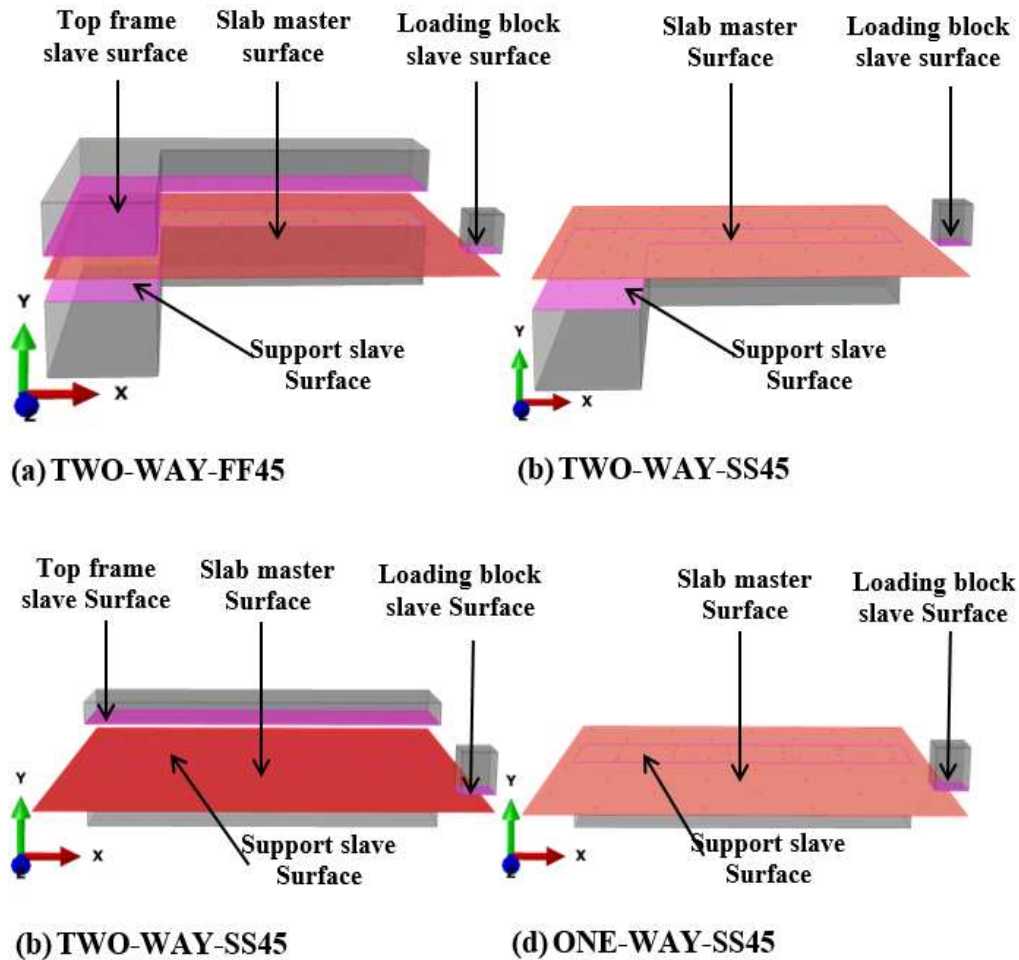 Top frame
slave surface
Slab master
surface
Loading block
slave surface
Support slave
Surface
Y
X
Z
(a) TWO-WAY-FF45
Slab master
Surface
Loading block
slave surface
Support slave
Surface
Y
X
Z
(b) TWO-WAY-SS45
Top frame
slave Surface
Slab master
Surface
Loading block
slave Surface
Support slave
Surface
Y
X
Z
(b) TWO-WAY-SS45
Slab master
Surface
Loading block
slave Surface
Support slave
Surface
Y
X
Z
(d) ONE-WAY-SS45